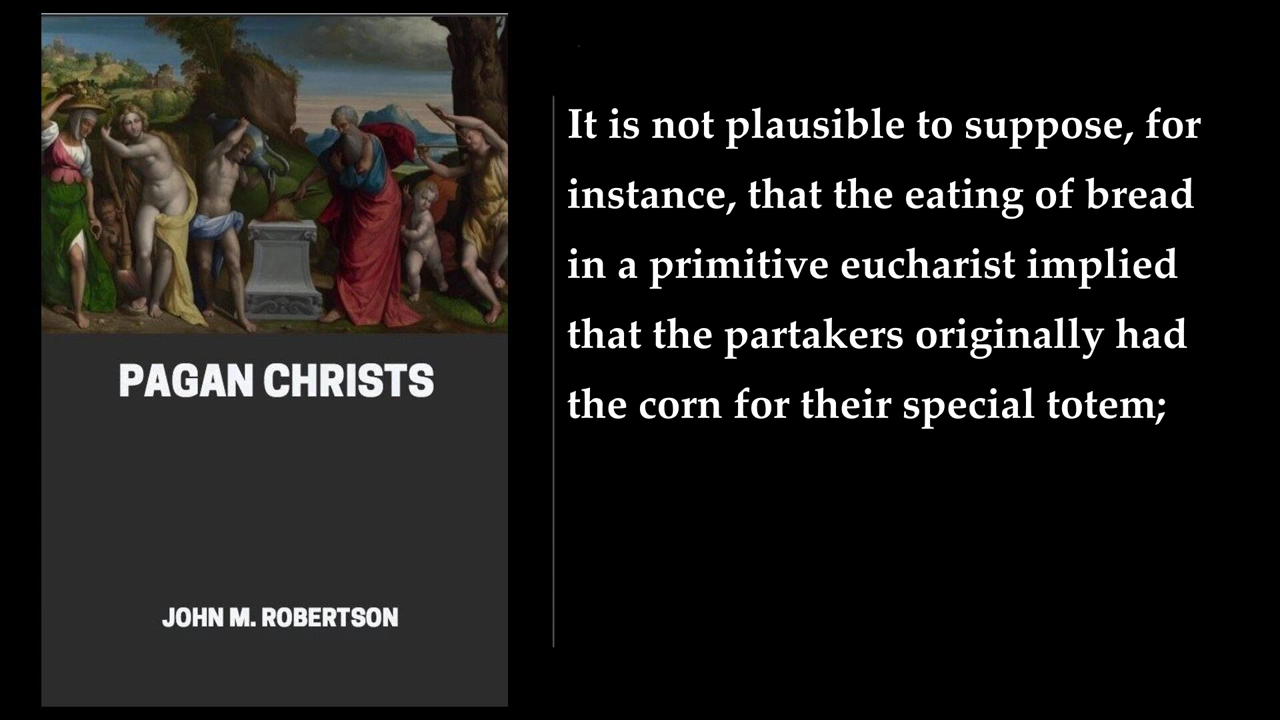 PAGAN CHRISTS
JOHN M. ROBERTSON
It is not plausible to suppose, for
instance, that the eating of bread
in a primitive eucharist implied
that the partakers originally had
the corn for their special totem;